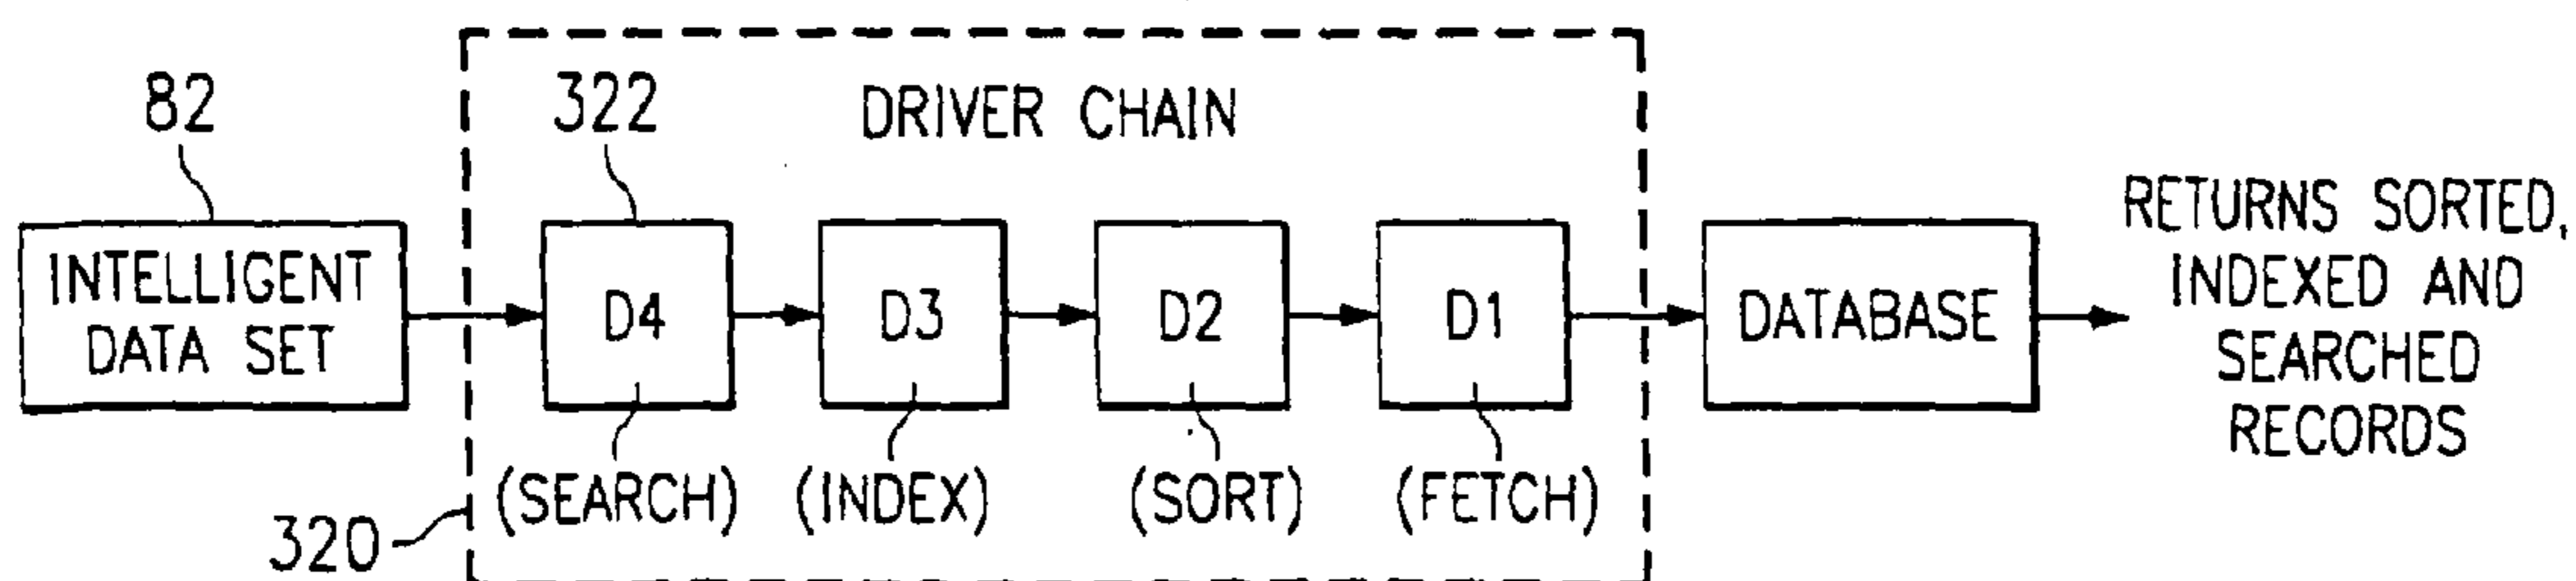 82
322
DRIVER CHAIN
INTELLIGENT
DATA SET
D4
D3
D2
D1
DATABASE
RETURNS SORTED,
INDEXED AND
SEARCHED
RECORDS
(SEARCH)
(INDEX)
(SORT)
(FETCH)
320